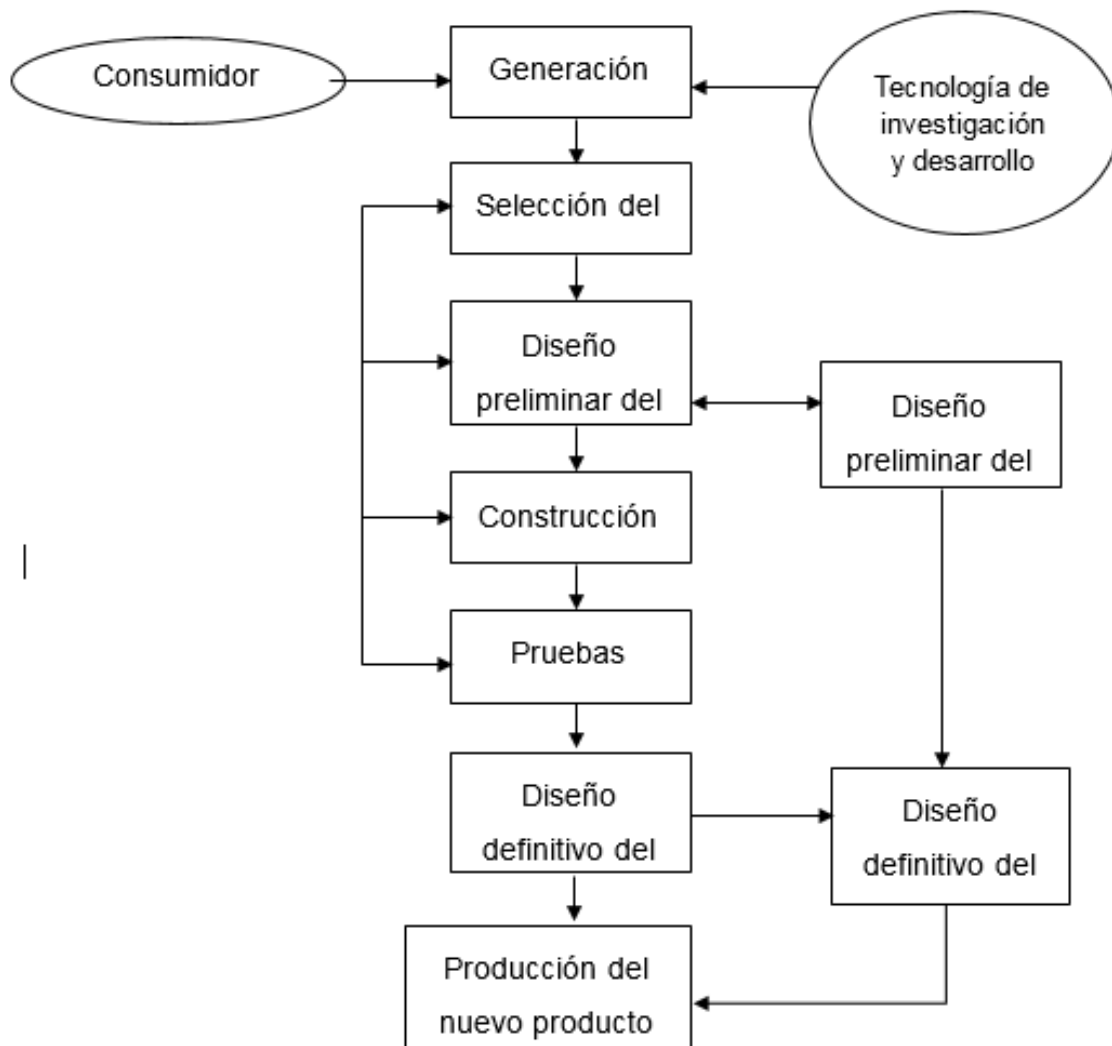 Consumidor
Generación
Tecnología de
investigación
y desarrollo
Selección del
Diseño
preliminar del
Diseño
preliminar del
Construcción
Pruebas
Diseño
definitivo del
Diseño
definitivo del
Producción del
nuevo producto